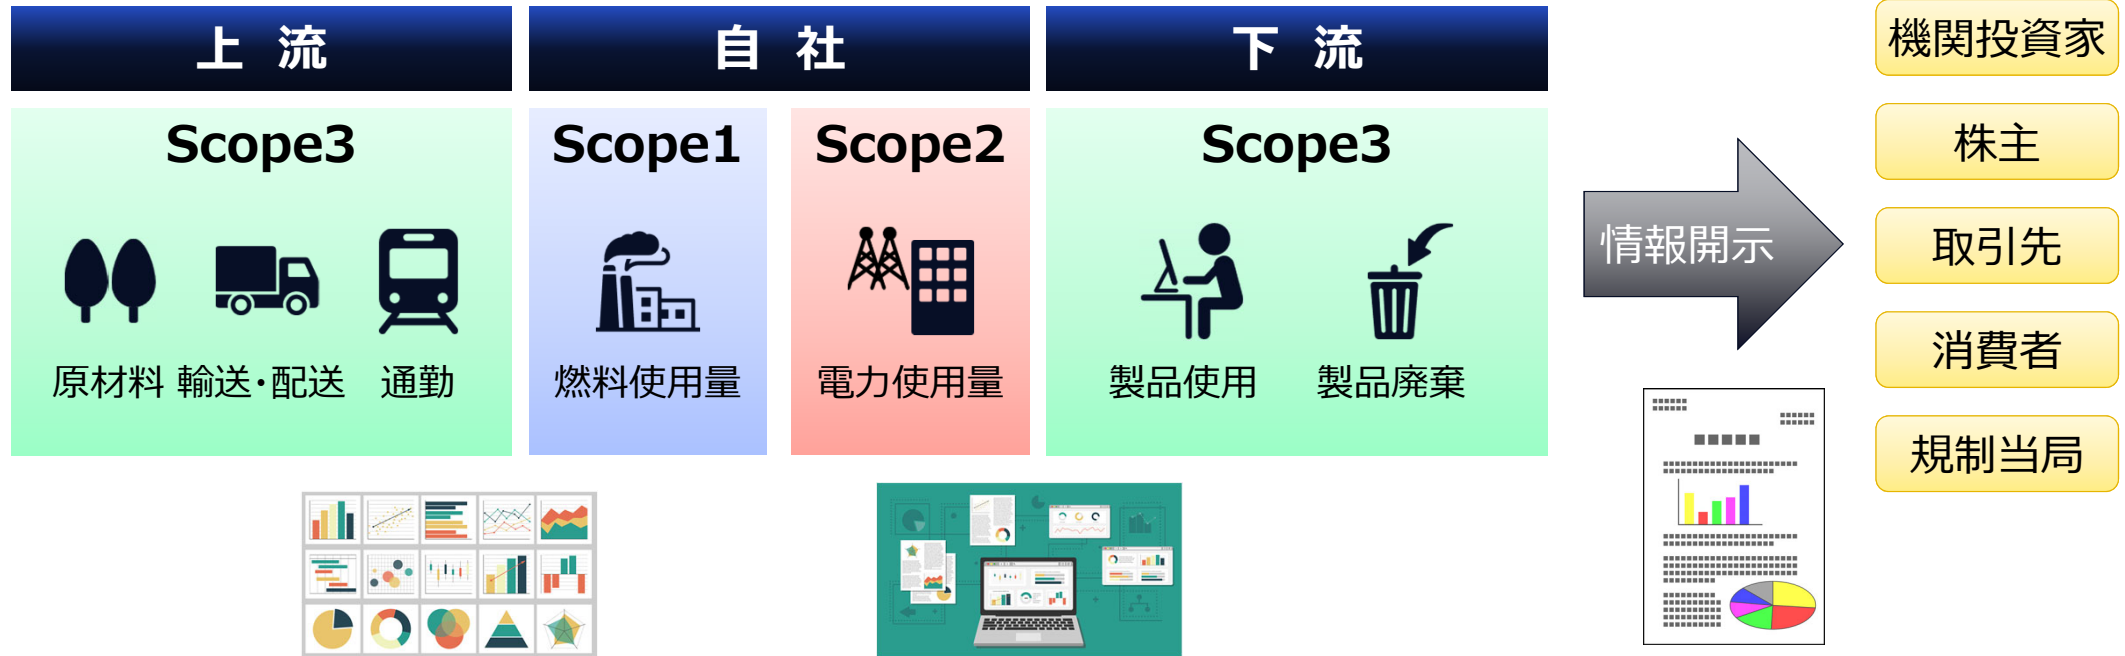 上 流
自 社
下 流
Scope3
Scope1
Scope2
Scope3
原材料 輸送・配送 通勤
燃料使用量
電力使用量
製品使用 製品廃棄
情報開示
機関投資家
株主
取引先
消費者
規制当局